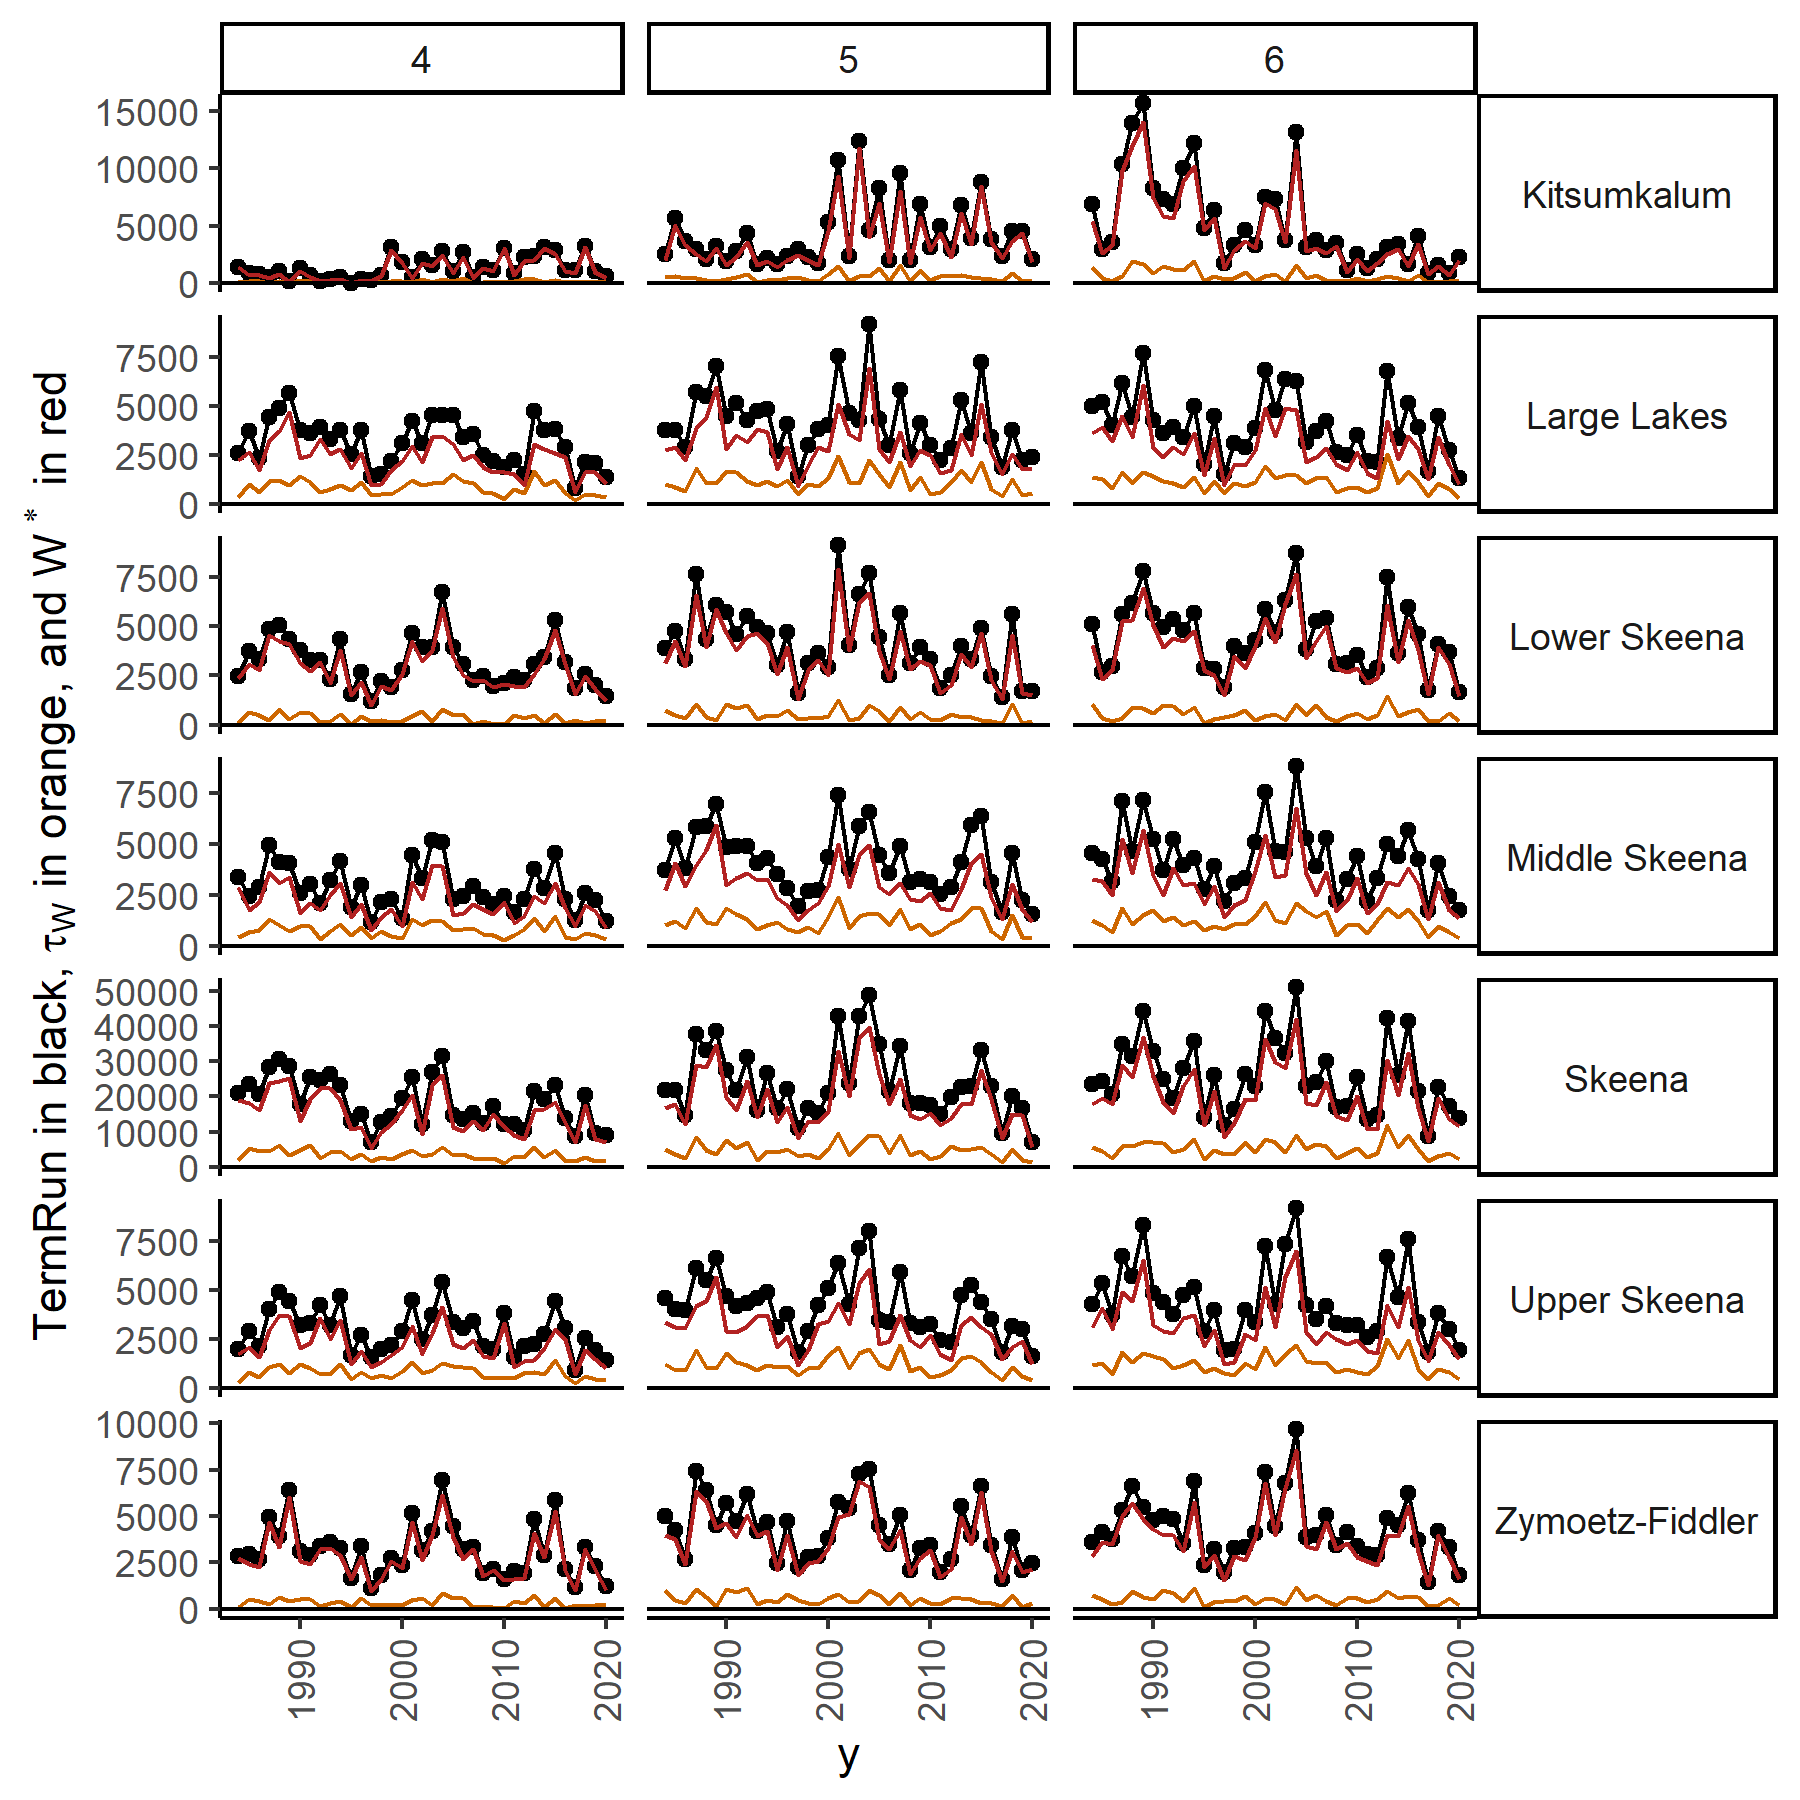 4 5 6
15000
10000
5000
0
Kitsumkalum
7500
5000
2500
0
Large Lakes
7500
5000
2500
0
Lower Skeena
7500
5000
2500
0
Middle Skeena
50000
40000
30000
20000
10000
0
Skeena
7500
5000
2500
0
Upper Skeena
10000
7500
5000
2500
0
Zymoetz-Fiddler
1990 2000 2010 2020 1990 2000 2010 2020 1990 2000 2010 2020
y
TermRun in black, τW in orange, and W* in red